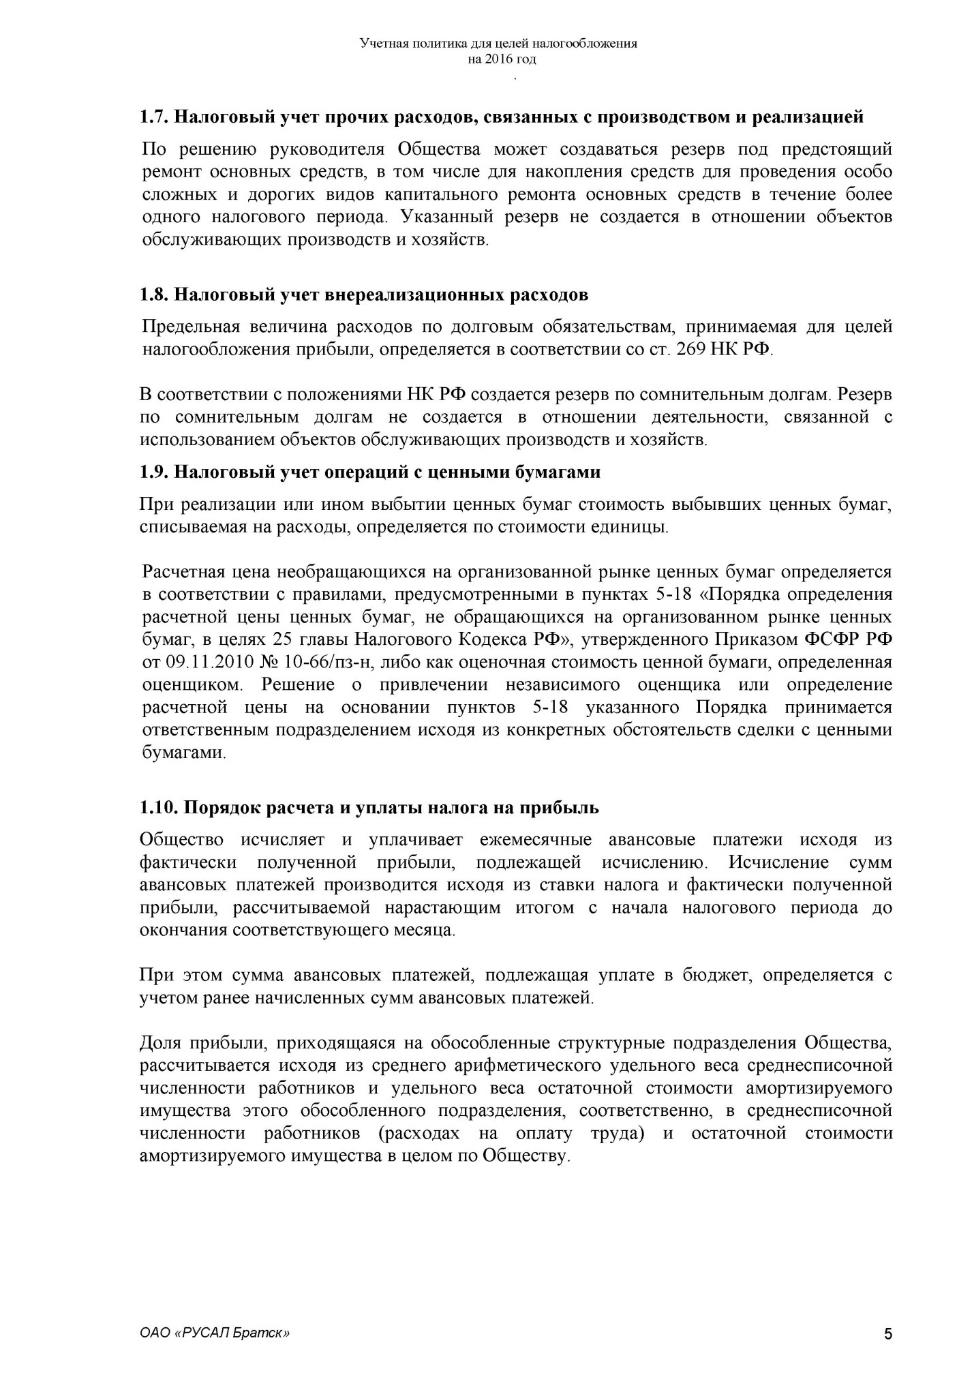 Учетная политика для целей налогообложения
на 2016 год
.
1.7. Налоговый учет прочих расходов, связанных с производством и реализацией
По решению руководителя Общества может создаваться резерв под предстоящий
ремонт основных средств, в том числе для накопления средств для проведения особо
сложных и дорогих видов капитального ремонта основных средств в течение более
одного налогового периода. Указанный резерв не создается в отношении объектов
обслуживающих производств и хозяйств.
1.8. Налоговый учет внереализационных расходов
Предельная величина расходов по долговым обязательствам, принимаемая для целей
налогообложения прибыли, определяется в соответствии со ст. 269 НК РФ.
В соответствии с положениями НК РФ создается резерв по сомнительным долгам. Резерв
по сомнительным долгам не создается в отношении деятельности, связанной с
использованием объектов обслуживающих производств и хозяйств.
1.9. Налоговый учет операций с ценными бумагами
При реализации или ином выбытии ценных бумаг стоимость выбывших ценных бумаг,
списываемая на расходы, определяется по стоимости единицы.
Расчетная цена необращающихся на организованной рынке ценных бумаг определяется
в соответствии с правилами, предусмотренными в пунктах 5-18 «Порядка определения
расчетной цены ценных бумаг, не обращающихся на организованном рынке ценных
бумаг, в целях 25 главы Налогового Кодекса РФ», утвержденного Приказом ФСФР РФ
от 09.11.2010 № 10-66/пз-н, либо как оценочная стоимость ценной бумаги, определенная
оценщиком. Решение о привлечении независимого оценщика или определение
расчетной цены на основании пунктов 5-18 указанного Порядка принимается
ответственным подразделением исходя из конкретных обстоятельств сделки с ценными
бумагами.
1.10. Порядок расчета и уплаты налога на прибыль
Общество исчисляет и уплачивает ежемесячные авансовые платежи исходя из
фактически полученной прибыли, подлежащей исчислению. Исчисление сумм
авансовых платежей производится исходя из ставки налога и фактически полученной
прибыли, рассчитываемой нарастающим итогом с начала налогового периода до
окончания соответствующего месяца.
При этом сумма авансовых платежей, подлежащая уплате в бюджет, определяется с
учетом ранее начисленных сумм авансовых платежей.
Доля прибыли, приходящаяся на обособленные структурные подразделения Общества,
рассчитывается исходя из среднего арифметического удельного веса среднесписочной
численности работников и удельного веса остаточной стоимости амортизируемого
имущества этого обособленного подразделения, соответственно, в среднесписочной
численности работников (расходах на оплату труда) и остаточной стоимости
амортизируемого имущества в целом по Обществу.
ОАО «РУСАЛ Братск»
5